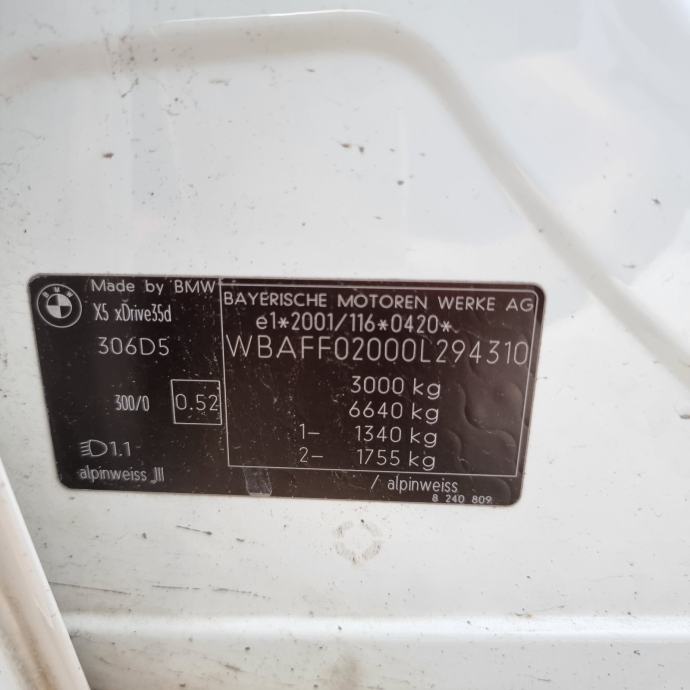 BMW
Made by BMW
X5 xDrive35d
306D5
300/0
0.52
1.1
alpinweiss III
BAYERISCHE MOTOREN WERKE AG
e1*2001/116*0420*
WBAFF02000L294310
3000 kg
6640 kg
1- 1340 kg
2- 1755 kg
/ alpinweiss
8 240 809